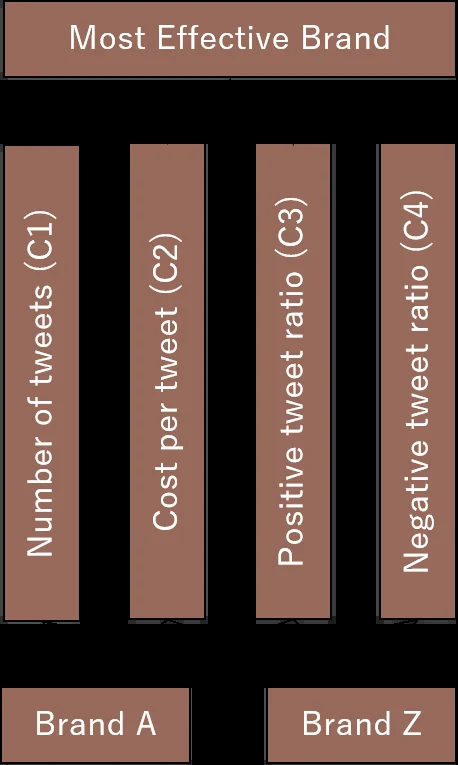 Most Effective Brand
Number of tweets (C1)
Cost per tweet (C2)
Positive tweet ratio (C3)
Negative tweet ratio (C4)
Brand A
Brand Z